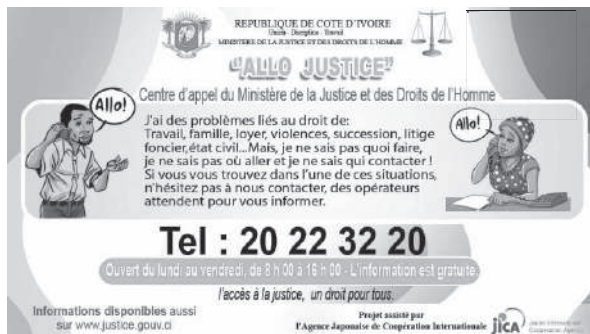 REPUBLIQUE DE COTE D'IVOIRE
Union - Discipline - Travail
MINISTERE DE LA JUSTICE ET DES DROITS DE L'HOMME
"ALLO JUSTICE"
Centre d'appel du Ministère de la Justice et des Droits de l'Homme
Allo!
J'ai des problèmes liés au droit de:
Travail, famille, loyer, violences, succession, litige
foncier,état civil...Mais, je ne sais pas quoi faire,
je ne sais pas où aller et je ne sais qui contacter !
Si vous vous trouvez dans l'une de ces situations,
n'hésitez pas à nous contacter, des opérateurs
attendent pour vous informer.
Allo!
Tel : 20 22 32 20
Ouvert du lundi au vendredi, de 8 h 00 à 16 h 00 - L'information est gratuite.
l'accès à la justice, un droit pour tous.
Informations disponibles aussi
sur www.justice.gouv.ci
Projet assisté par
l'Agence Japonaise de Coopération Internationale
jICA